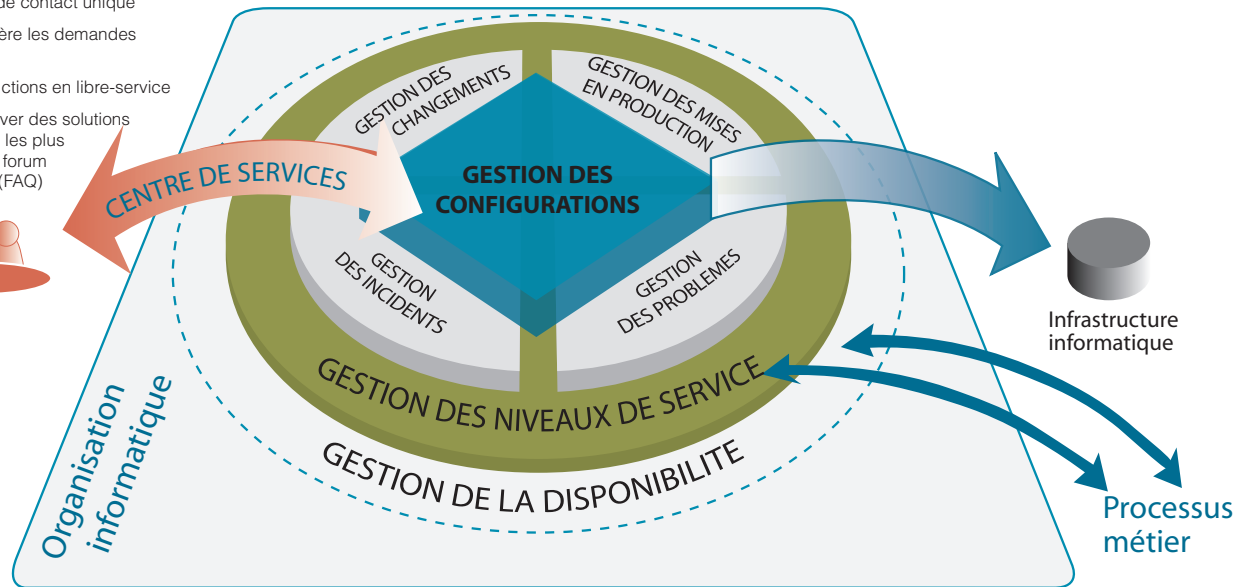 de contact unique
ère les demandes
ctions en libre-service
ver des solutions
les plus
forum
(FAQ)
CENTRE DE SERVICES
GESTION DES
CHANGEMENTS
GESTION DES MISES
EN PRODUCTION
GESTION DES
CONFIGURATIONS
GESTION
DES INCIDENTS
GESTION
DES PROBLEMES
GESTION DES NIVEAUX DE SERVICE
GESTION DE LA DISPONIBILITE
Organisation
informatique
Infrastructure
informatique
Processus
métier